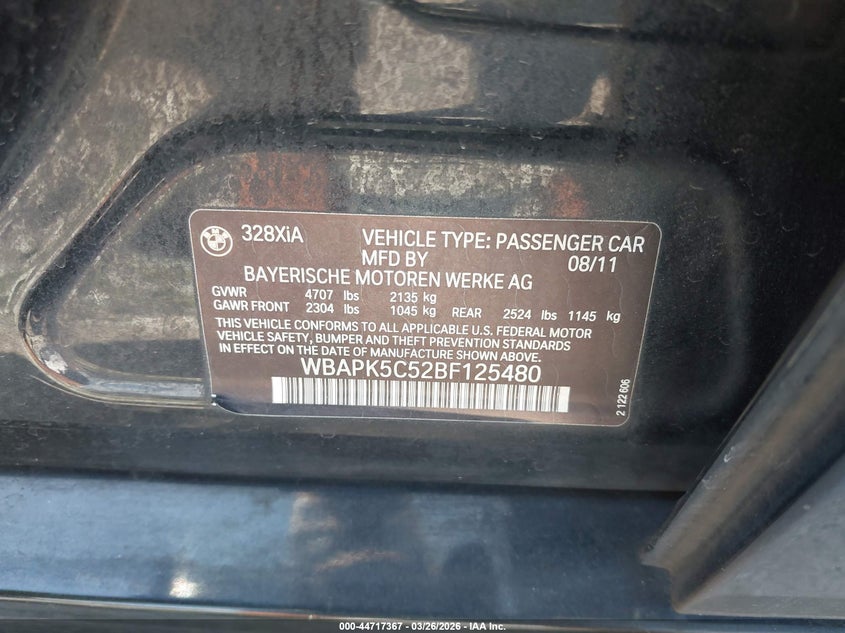 328XiA VEHICLE TYPE: PASSENGER CAR
MFD BY 08/11
BAYERISCHE MOTOREN WERKE AG
GVWR 4707 lbs 2135 kg
GAWR FRONT 2304 lbs 1045 kg REAR 2524 lbs 1145 kg
THIS VEHICLE CONFORMS TO ALL APPLICABLE U.S. FEDERAL MOTOR
VEHICLE SAFETY, BUMPER AND THEFT PREVENTION STANDARDS
IN EFFECT ON THE DATE OF MANUFACTURE SHOWN ABOVE.
WBAPK5C52BF125480
2 122 606
000-44717367 - 03/26/2026 - IAA Inc.